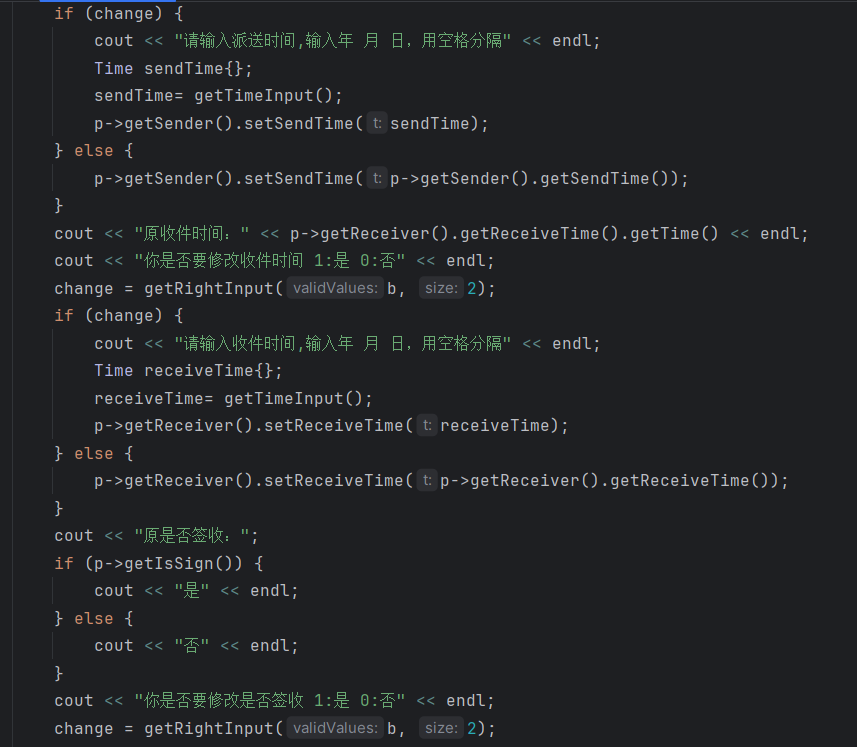 if (change) {
cout << "请输入派送时间,输入年 月 日，用空格分隔" << endl;
Time sendTime{};
sendTime= getTimeInput();
p->getSender().setSendTime( t: sendTime);
} else {
p->getSender().setSendTime( t: p->getSender().getSendTime());
}
cout << "原收件时间：" << p->getReceiver().getReceiveTime().getTime() << endl;
cout << "你是否要修改收件时间 1:是 0:否" << endl;
change = getRightInput( validValues: b, size: 2);
if (change) {
cout << "请输入收件时间,输入年 月 日，用空格分隔" << endl;
Time receiveTime{};
receiveTime= getTimeInput();
p->getReceiver().setReceiveTime( t: receiveTime);
} else {
p->getReceiver().setReceiveTime( t: p->getReceiver().getReceiveTime());
}
cout << "原是否签收：";
if (p->getIsSign()) {
cout << "是" << endl;
} else {
cout << "否" << endl;
}
cout << "你是否要修改是否签收 1:是 0:否" << endl;
change = getRightInput( validValues: b, size: 2);